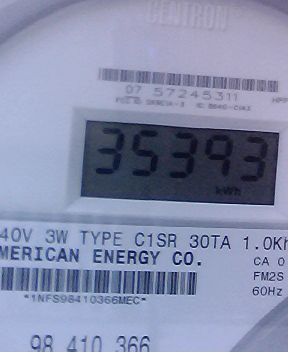 CENTRON
07 57245311
35393
kWh
40V 3W TYPE C1SR 30TA 1.0Kh
MERICAN ENERGY CO.
CA 0
FM2S
*1NFS98410366MEC*
60Hz
98 410 366